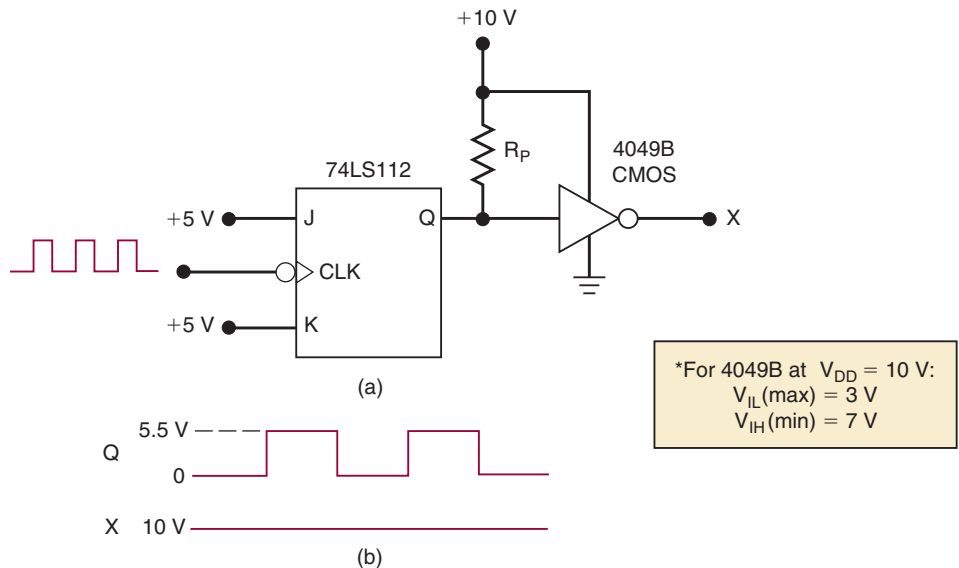 +10 V
R_P
4049B
CMOS
74LS112
+5 V
J
Q
X
CLK
+5 V
K
(a)
*For 4049B at V_DD = 10 V:
V_IL(max) = 3 V
V_IH(min) = 7 V
5.5 V
Q
0
X 10 V
(b)